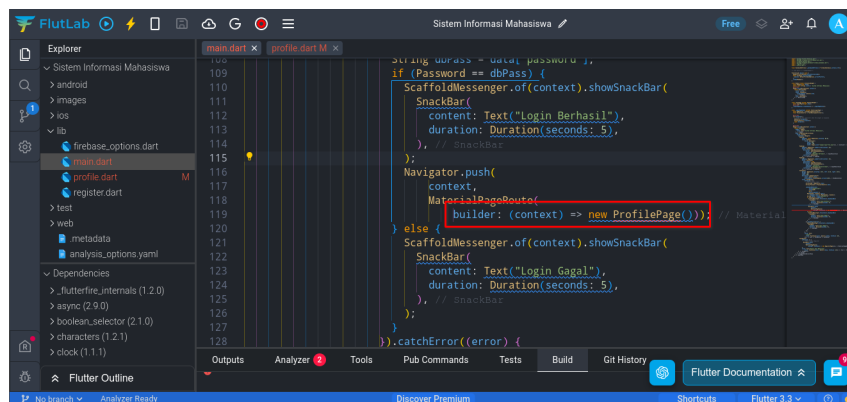 FlutLab
Sistem Informasi Mahasiswa
Free
A
Explorer
main.dart ×
profile.dart M ×
Sistem Informasi Mahasiswa
android
images
ios
lib
firebase_options.dart
main.dart
profile.dart M
register.dart
test
web
.metadata
analysis_options.yaml
Dependencies
_flutterfire_internals (1.2.0)
async (2.9.0)
boolean_selector (2.1.0)
characters (1.2.1)
clock (1.1.1)
Flutter Outline
1
108 String dbPass = data['password'];
109 if (Password == dbPass) {
110 ScaffoldMessenger.of(context).showSnackBar(
111 SnackBar(
112 content: Text("Login Berhasil"),
113 duration: Duration(seconds: 5),
114 ), // SnackBar
115 );
116 Navigator.push(
117 context,
118 MaterialPageRoute(
119 builder: (context) => new ProfilePage())); // Material
120 } else {
121 ScaffoldMessenger.of(context).showSnackBar(
122 SnackBar(
123 content: Text("Login Gagal"),
124 duration: Duration(seconds: 5),
125 ), // SnackBar
126 );
127 }
128 }).catchError((error) {
Outputs Analyzer 2 Tools Pub Commands Tests Build Git History
Flutter Documentation
9
No branch Analyzer Ready Discover Premium Shortcuts Flutter 3.3